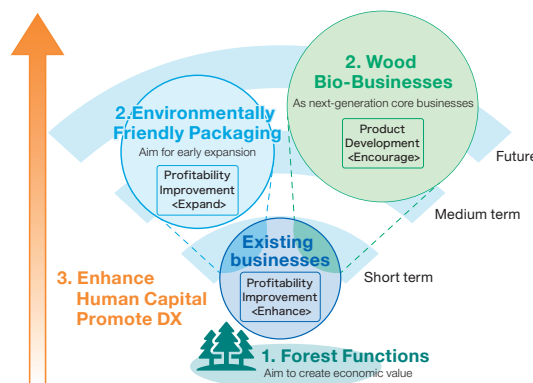 2. Wood
Bio-Businesses
As next-generation core businesses
Product
Development
<Encourage>
2.Environmentally
Friendly Packaging
Aim for early expansion
Profitability
Improvement
<Expand>
Future
Medium term
Short term
Existing
businesses
Profitability
Improvement
<Enhance>
3. Enhance
Human Capital
Promote DX
1. Forest Functions
Aim to create economic value